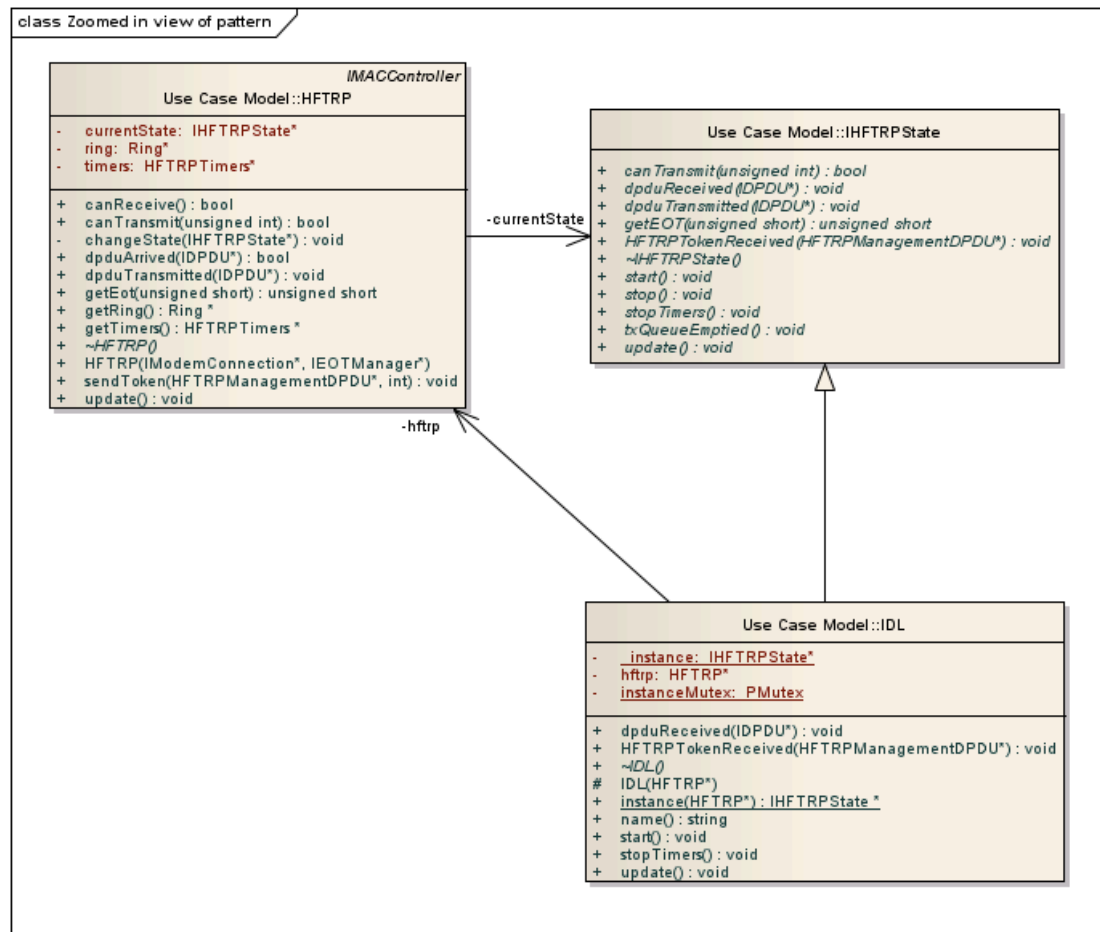 class Zoomed in view of pattern
IMACController
Use Case Model::HFTRP
- currentState: IHFTRPState*
- ring: Ring*
- timers: HFTRPTimers*
+ canReceive() : bool
+ canTransmit(unsigned int) : bool
- changeState(IHFTRPState*) : void
+ dpduArrived(IDPDU*) : bool
+ dpduTransmitted(IDPDU*) : void
+ getEot(unsigned short) : unsigned short
+ getRing() : Ring *
+ getTimers() : HFTRPTimers *
+ ~HFTRP()
+ HFTRP(IModemConnection*, IEOTManager*)
+ sendToken(HFTRPManagementDPDU*, int) : void
+ update() : void
-currentState
Use Case Model::IHFTRPState
+ canTransmit(unsigned int) : bool
+ dpduReceived(IDPDU*) : void
+ dpduTransmitted(IDPDU*) : void
+ getEOT(unsigned short) : unsigned short
+ HFTRPTokenReceived(HFTRPManagementDPDU*) : void
+ ~IHFTRPState()
+ start() : void
+ stop() : void
+ stopTimers() : void
+ txQueueEmptied() : void
+ update() : void
-hftrp
Use Case Model::IDL
- _instance: IHFTRPState*
- hftrp: HFTRP*
- instanceMutex: PMutex
+ dpduReceived(IDPDU*) : void
+ HFTRPTokenReceived(HFTRPManagementDPDU*) : void
+ ~IDL()
# IDL(HFTRP*)
+ instance(HFTRP*) : IHFTRPState *
+ name() : string
+ start() : void
+ stopTimers() : void
+ update() : void